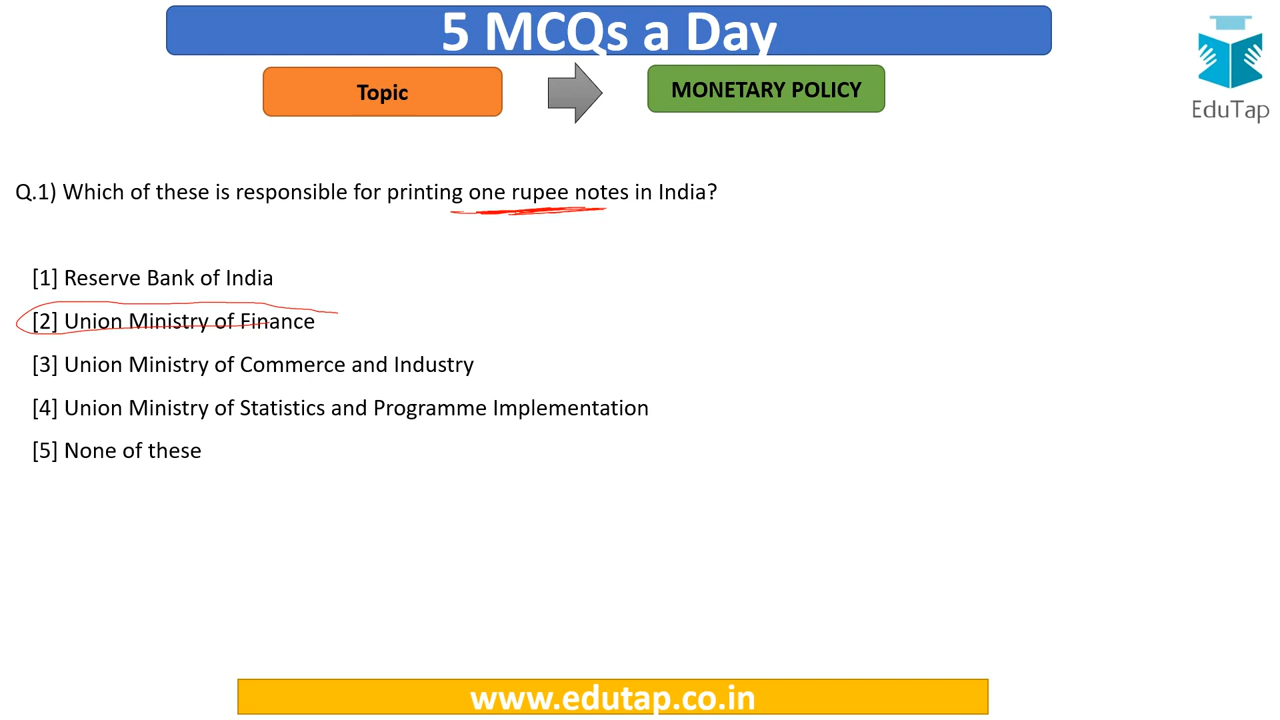 5 MCQs a Day
Topic
MONETARY POLICY
EduTap
Q.1) Which of these is responsible for printing one rupee notes in India?
[1] Reserve Bank of India
[2] Union Ministry of Finance
[3] Union Ministry of Commerce and Industry
[4] Union Ministry of Statistics and Programme Implementation
[5] None of these
www.edutap.co.in